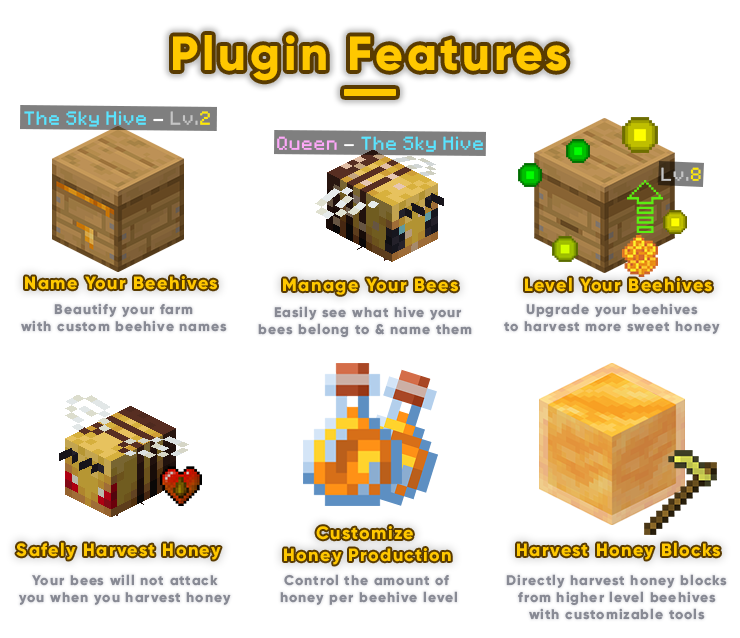 Plugin Features
The Sky Hive – Lv.2
Name Your Beehives
Beautify your farm
with custom beehive names
Queen – The Sky Hive
Manage Your Bees
Easily see what hive your
bees belong to & name them
Lv.8
Level Your Beehives
Upgrade your beehives
to harvest more sweet honey
Safely Harvest Honey
Your bees will not attack
you when you harvest honey
Customize
Honey Production
Control the amount of
honey per beehive level
Harvest Honey Blocks
Directly harvest honey blocks
from higher level beehives
with customizable tools